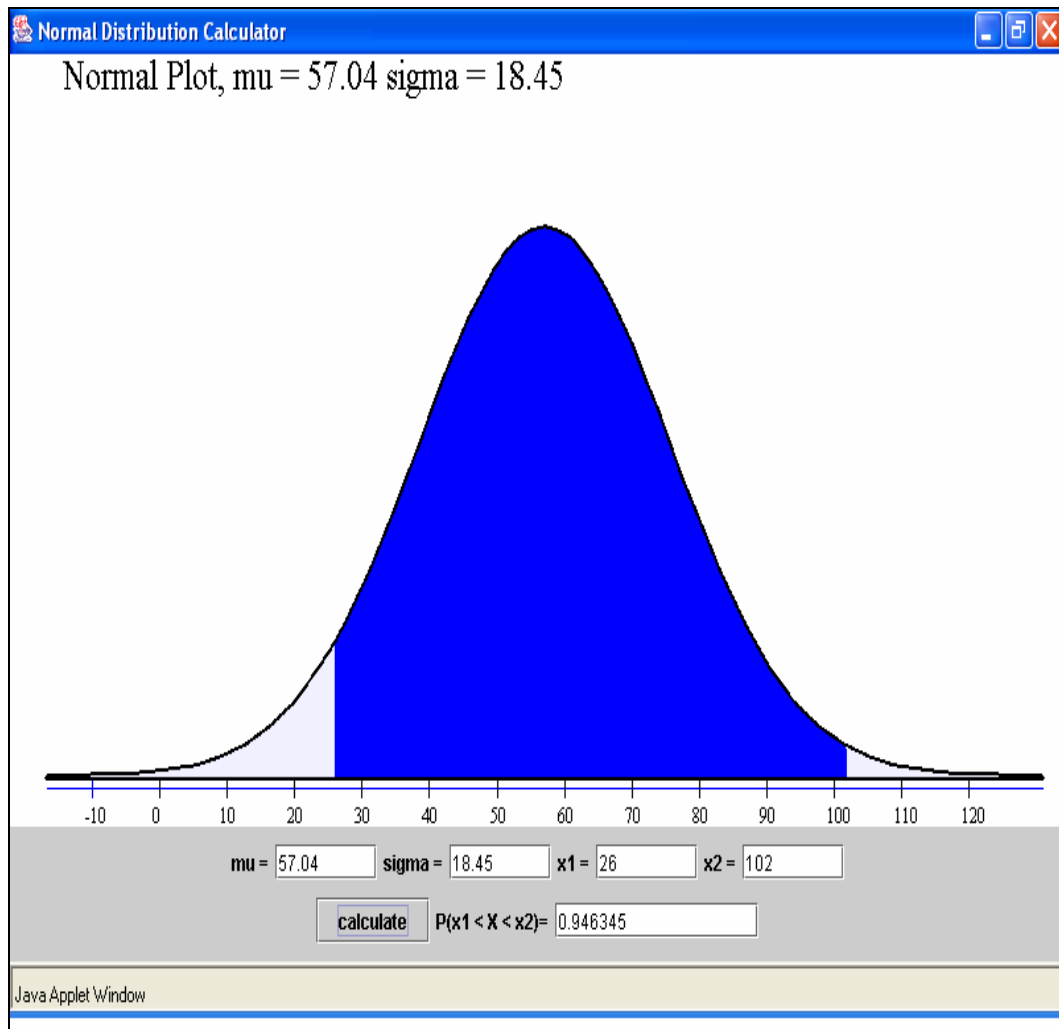 Normal Distribution Calculator
Normal Plot, mu = 57.04 sigma = 18.45
-10 0 10 20 30 40 50 60 70 80 90 100 110 120
mu = 57.04 sigma = 18.45 x1 = 26 x2 = 102
calculate P(x1 < X < x2)= 0.946345
Java Applet Window